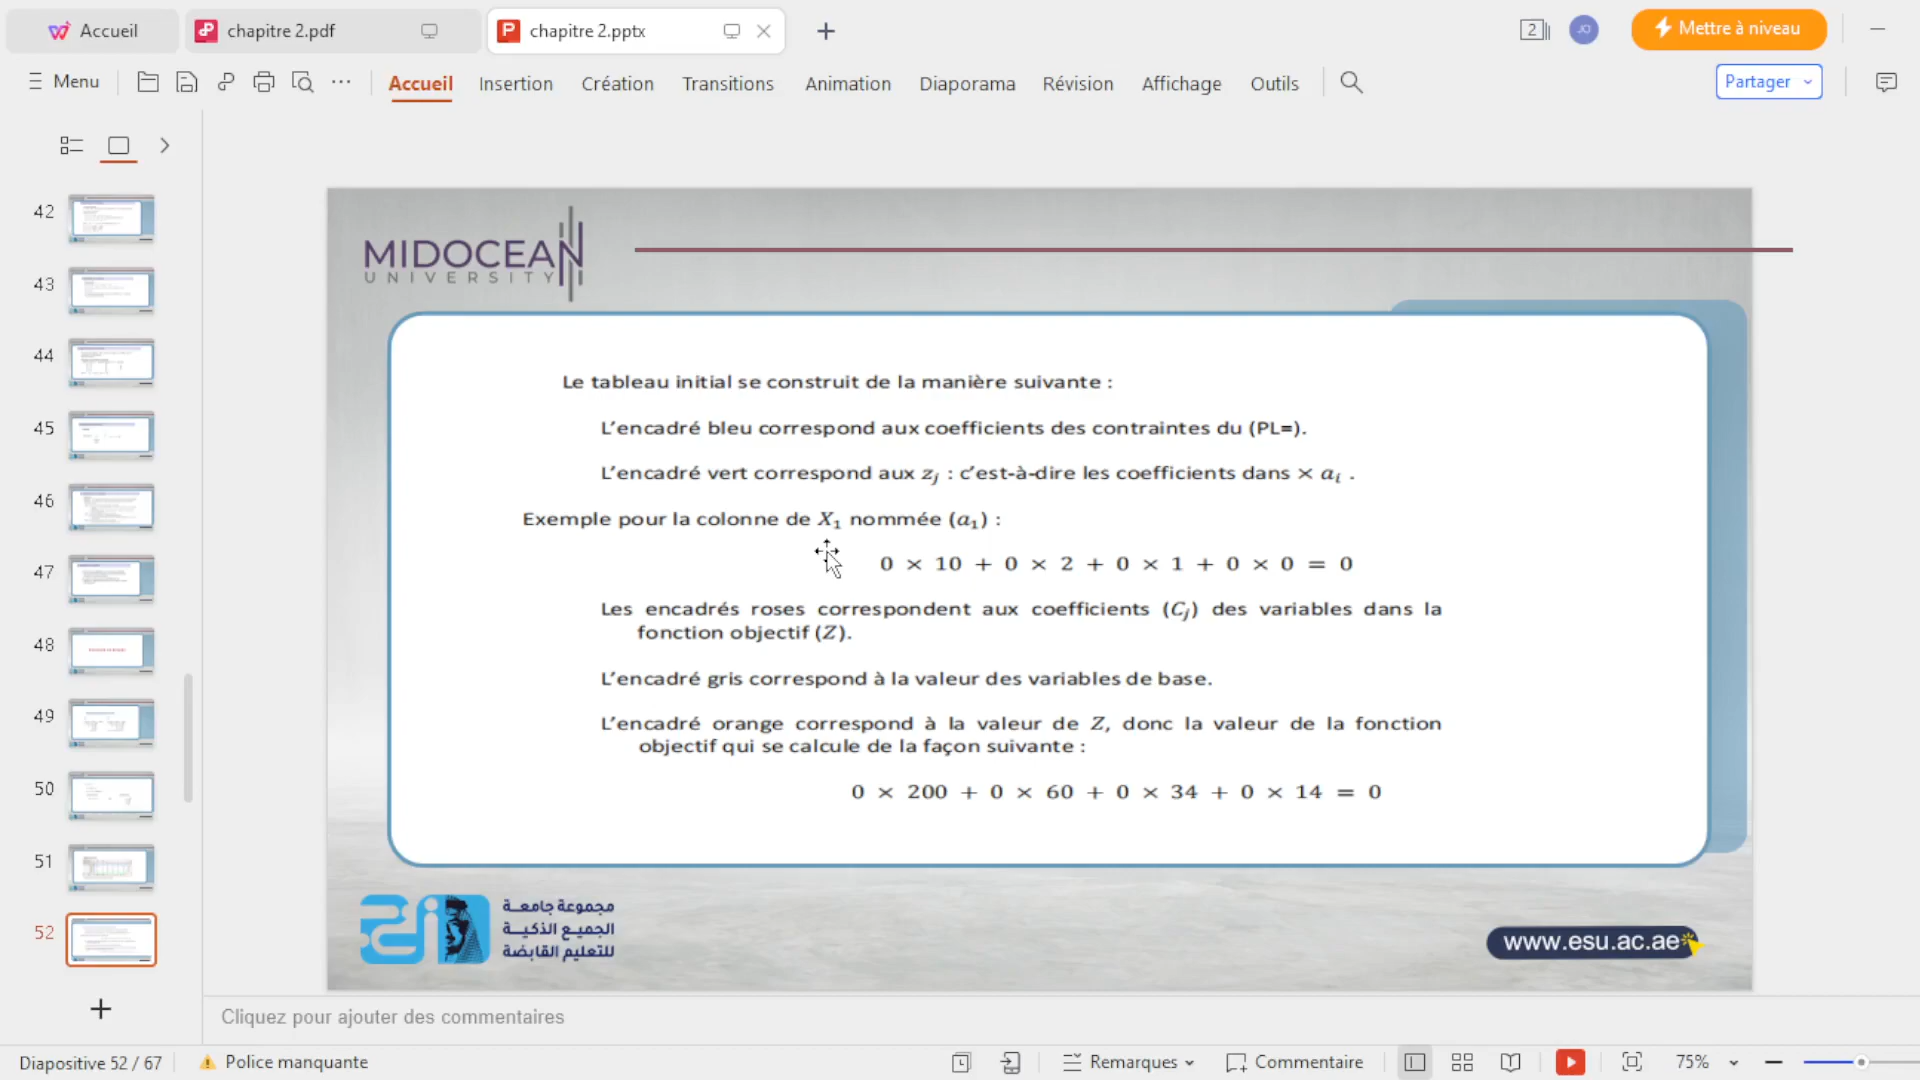 Accueil
chapitre 2.pdf
chapitre 2.pptx
2
JO
Mettre à niveau
Menu
Accueil
Insertion
Création
Transitions
Animation
Diaporama
Révision
Affichage
Outils
Partager
42
43
44
45
46
47
48
49
50
51
52
MIDOCEAN
UNIVERSITY
Le tableau initial se construit de la manière suivante :
L'encadré bleu correspond aux coefficients des contraintes du (PL=).
L'encadré vert correspond aux zⱼ : c'est-à-dire les coefficients dans × aᵢ .
Exemple pour la colonne de X₁ nommée (a₁) :
0 × 10 + 0 × 2 + 0 × 1 + 0 × 0 = 0
Les encadrés roses correspondent aux coefficients (Cⱼ) des variables dans la
fonction objectif (Z).
L'encadré gris correspond à la valeur des variables de base.
L'encadré orange correspond à la valeur de Z, donc la valeur de la fonction
objectif qui se calcule de la façon suivante :
0 × 200 + 0 × 60 + 0 × 34 + 0 × 14 = 0
مجموعة جامعة
الجميع الذكية
للتعليم القابضة
www.esu.ac.ae
Cliquez pour ajouter des commentaires
Diapositive 52 / 67
Police manquante
Remarques
Commentaire
75%